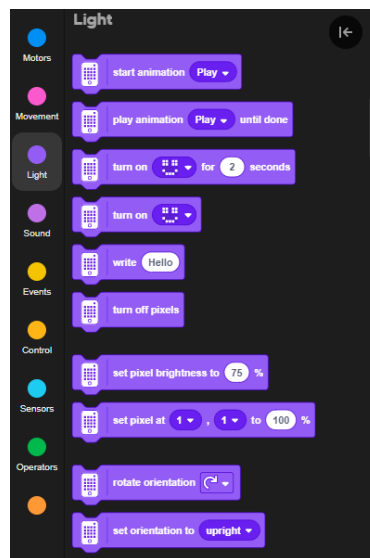 Light
Motors
Movement
Light
Sound
Events
Control
Sensors
Operators
start animation Play
play animation Play until done
turn on for 2 seconds
turn on
write Hello
turn off pixels
set pixel brightness to 75 %
set pixel at 1 , 1 to 100 %
rotate orientation
set orientation to upright